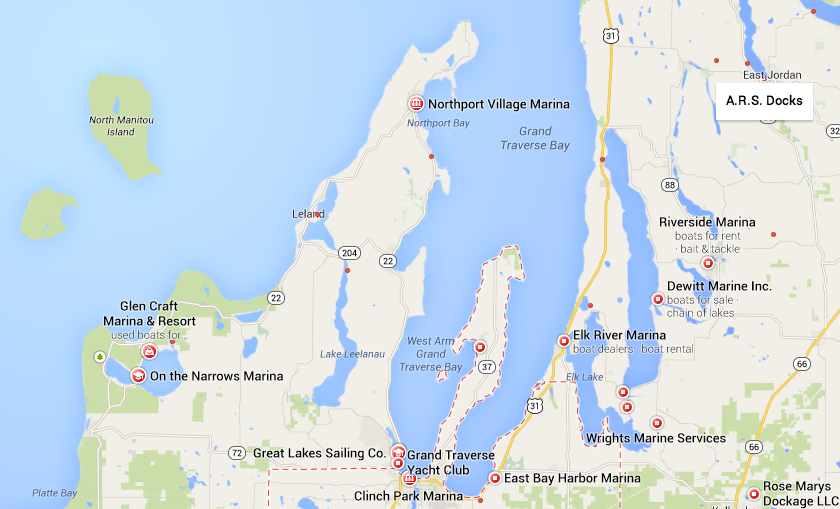 31
East Jordan
A.R.S. Docks
Northport Village Marina
Northport Bay
North Manitou
Island
Grand
Traverse Bay
32
88
Leland
Riverside Marina
boats for rent
· bait & tackle
204
22
Dewitt Marine Inc.
boats for sale ·
chain of lakes
22
Glen Craft
Marina & Resort
used boats for...
Elk River Marina
boat dealers · boat rental
West Arm
Grand
Traverse Bay
Lake Leelanau
37
66
On the Narrows Marina
Elk Lake
31
Wrights Marine Services
66
72
Great Lakes Sailing Co.
Grand Traverse
Yacht Club
East Bay Harbor Marina
Clinch Park Marina
Platte Bay
Rose Marys
Dockage LLC